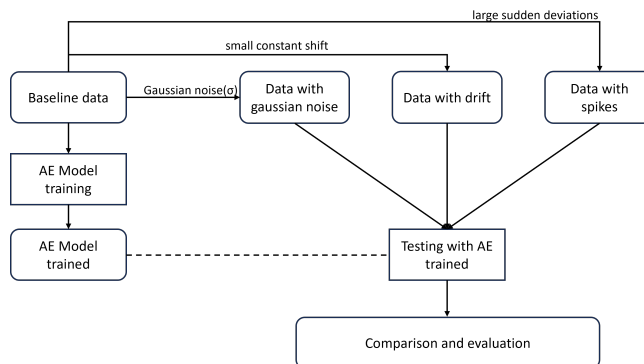 large sudden deviations
small constant shift
Baseline data
Gaussian noise(σ)
Data with
gaussian noise
Data with drift
Data with
spikes
AE Model
training
AE Model
trained
Testing with AE
trained
Comparison and evaluation